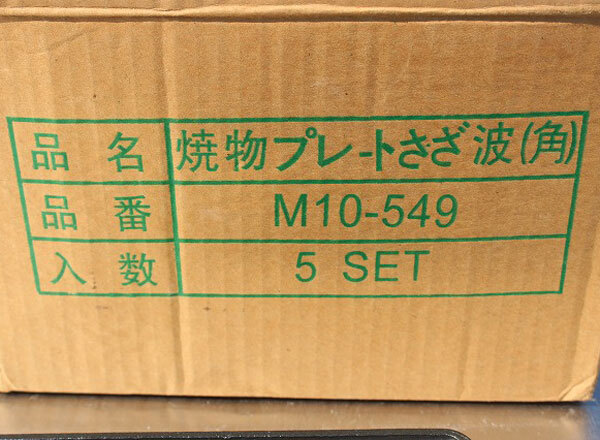 品名 焼物プレートさざ波(角)
品番 M10-549
入数 5 SET